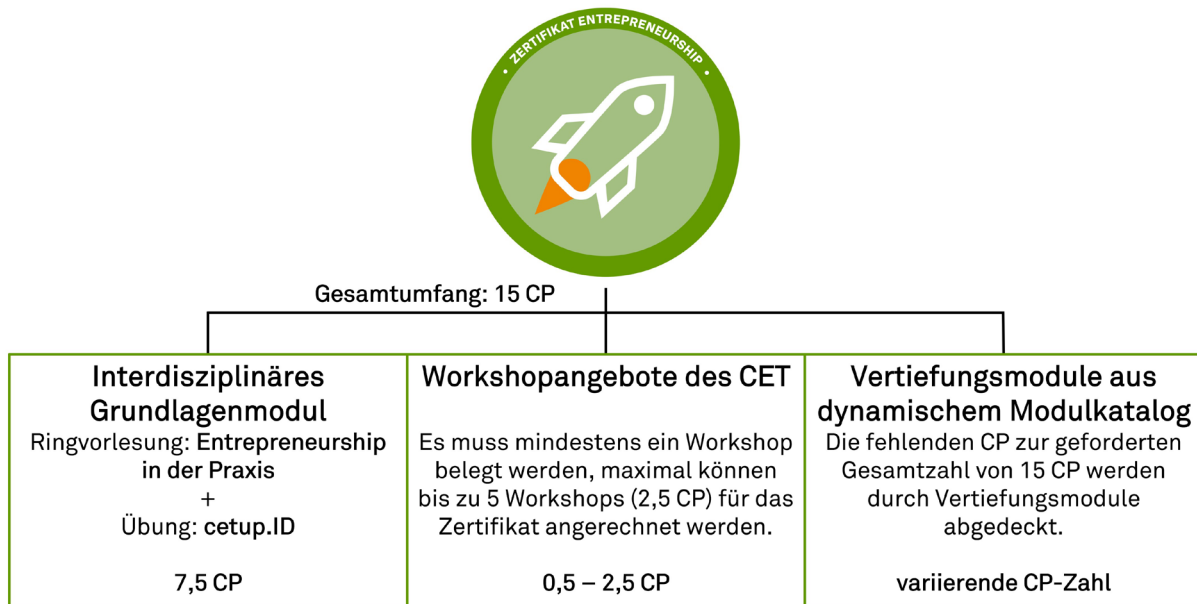 · ZERTIFIKAT ENTREPRENEURSHIP ·
Gesamtumfang: 15 CP
Interdisziplinäres
Grundlagenmodul
Ringvorlesung: Entrepreneurship
in der Praxis
+
Übung: cetup.ID
7,5 CP
Workshopangebote des CET
Es muss mindestens ein Workshop
belegt werden, maximal können
bis zu 5 Workshops (2,5 CP) für das
Zertifikat angerechnet werden.
0,5 – 2,5 CP
Vertiefungsmodule aus
dynamischem Modulkatalog
Die fehlenden CP zur geforderten
Gesamtzahl von 15 CP werden
durch Vertiefungsmodule
abgedeckt.
variierende CP-Zahl